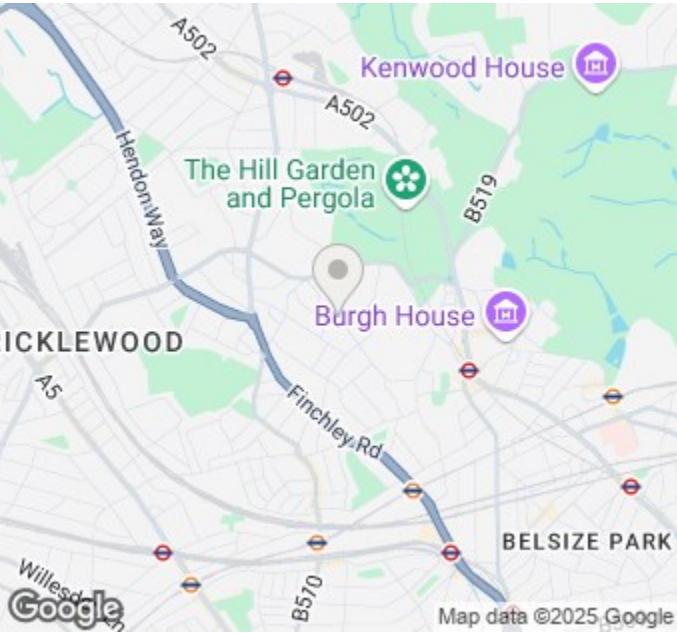 A502
Kenwood House
A502
The Hill Garden
and Pergola
B519
Hendon Way
Burgh House
RICKLEWOOD
A5
Finchley Rd
BELSIZE PARK
B570
Google
Map data ©2025 Google